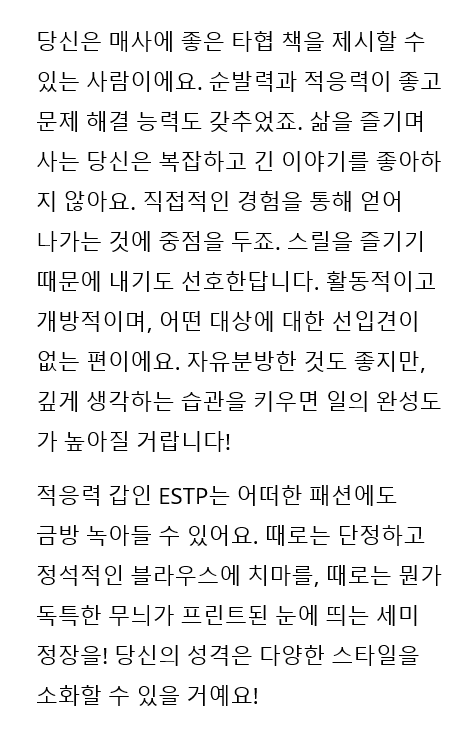 당신은 매사에 좋은 타협 책을 제시할 수
있는 사람이에요. 순발력과 적응력이 좋고
문제 해결 능력도 갖추었죠. 삶을 즐기며
사는 당신은 복잡하고 긴 이야기를 좋아하
지 않아요. 직접적인 경험을 통해 얻어
나가는 것에 중점을 두죠. 스릴을 즐기기
때문에 내기도 선호한답니다. 활동적이고
개방적이며, 어떤 대상에 대한 선입견이
없는 편이에요. 자유분방한 것도 좋지만,
깊게 생각하는 습관을 키우면 일의 완성도
가 높아질 거랍니다!
적응력 갑인 ESTP는 어떠한 패션에도
금방 녹아들 수 있어요. 때로는 단정하고
정석적인 블라우스에 치마를, 때로는 뭔가
독특한 무늬가 프린트된 눈에 띄는 세미
정장을! 당신의 성격은 다양한 스타일을
소화할 수 있을 거예요!